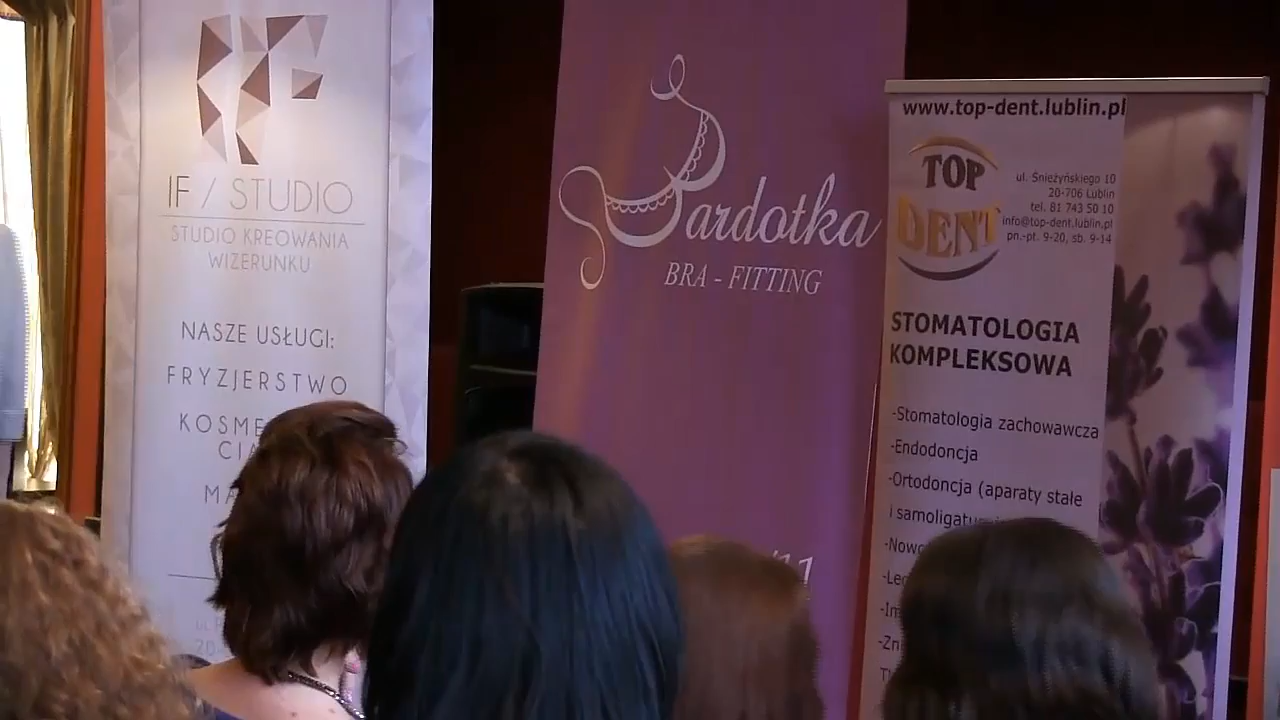 IF / STUDIO
STUDIO KREOWANIA
WIZERUNKU
NASZE USŁUGI:
FRYZJERSTWO
Bardotka
BRA - FITTING
www.top-dent.lublin.pl
TOP
DENT
ul. Śnieżyńskiego 10
20-706 Lublin
tel. 81 743 50 10
info@top-dent.lublin.pl
pn.-pt. 9-20, sb. 9-14
STOMATOLOGIA
KOMPLEKSOWA
-Stomatologia zachowawcza
-Endodoncja
-Ortodoncja (aparaty stałe
i